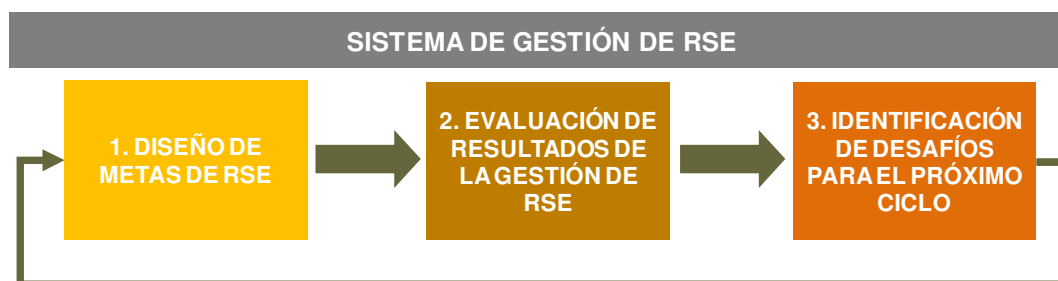 SISTEMA DE GESTIÓN DE RSE
1. DISEÑO DE
METAS DE RSE
2. EVALUACIÓN DE
RESULTADOS DE
LA GESTIÓN DE
RSE
3. IDENTIFICACIÓN
DE DESAFÍOS
PARA EL PRÓXIMO
CICLO